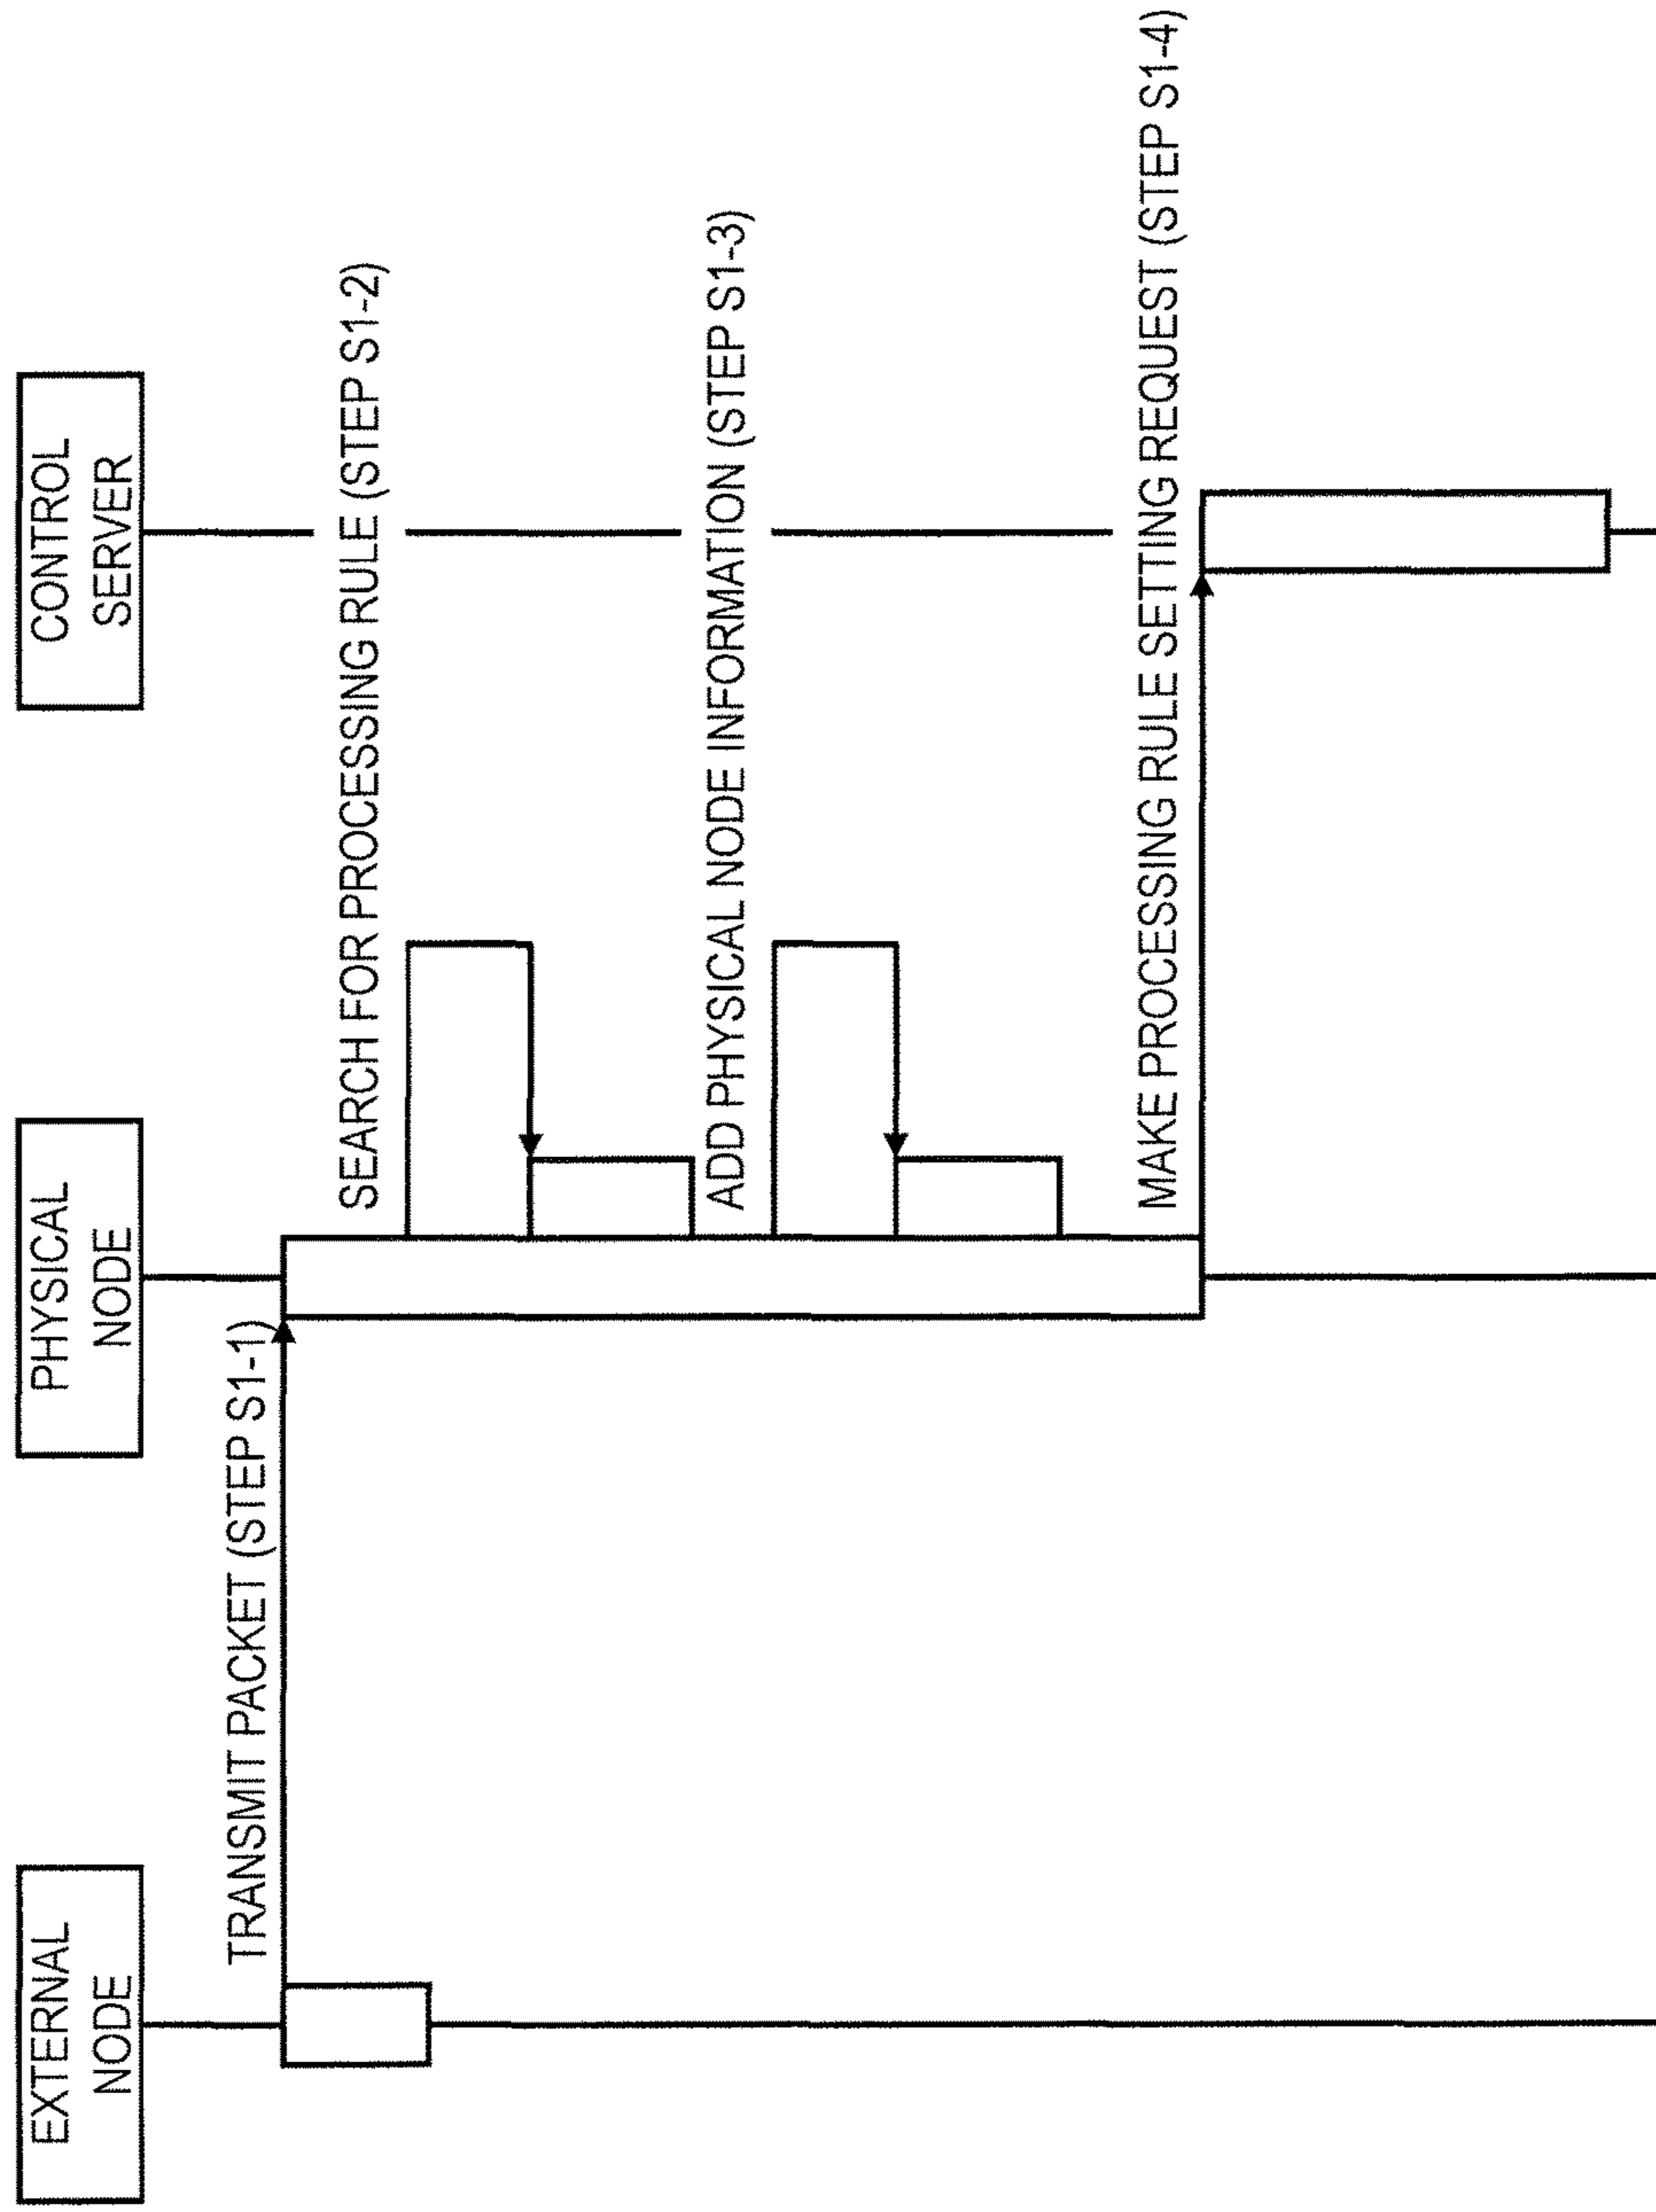 EXTERNAL
NODE
PHYSICAL
NODE
CONTROL
SERVER
TRANSMIT PACKET (STEP S1-1)
SEARCH FOR PROCESSING RULE (STEP S1-2)
ADD PHYSICAL NODE INFORMATION (STEP S1-3)
MAKE PROCESSING RULE SETTING REQUEST (STEP S1-4)